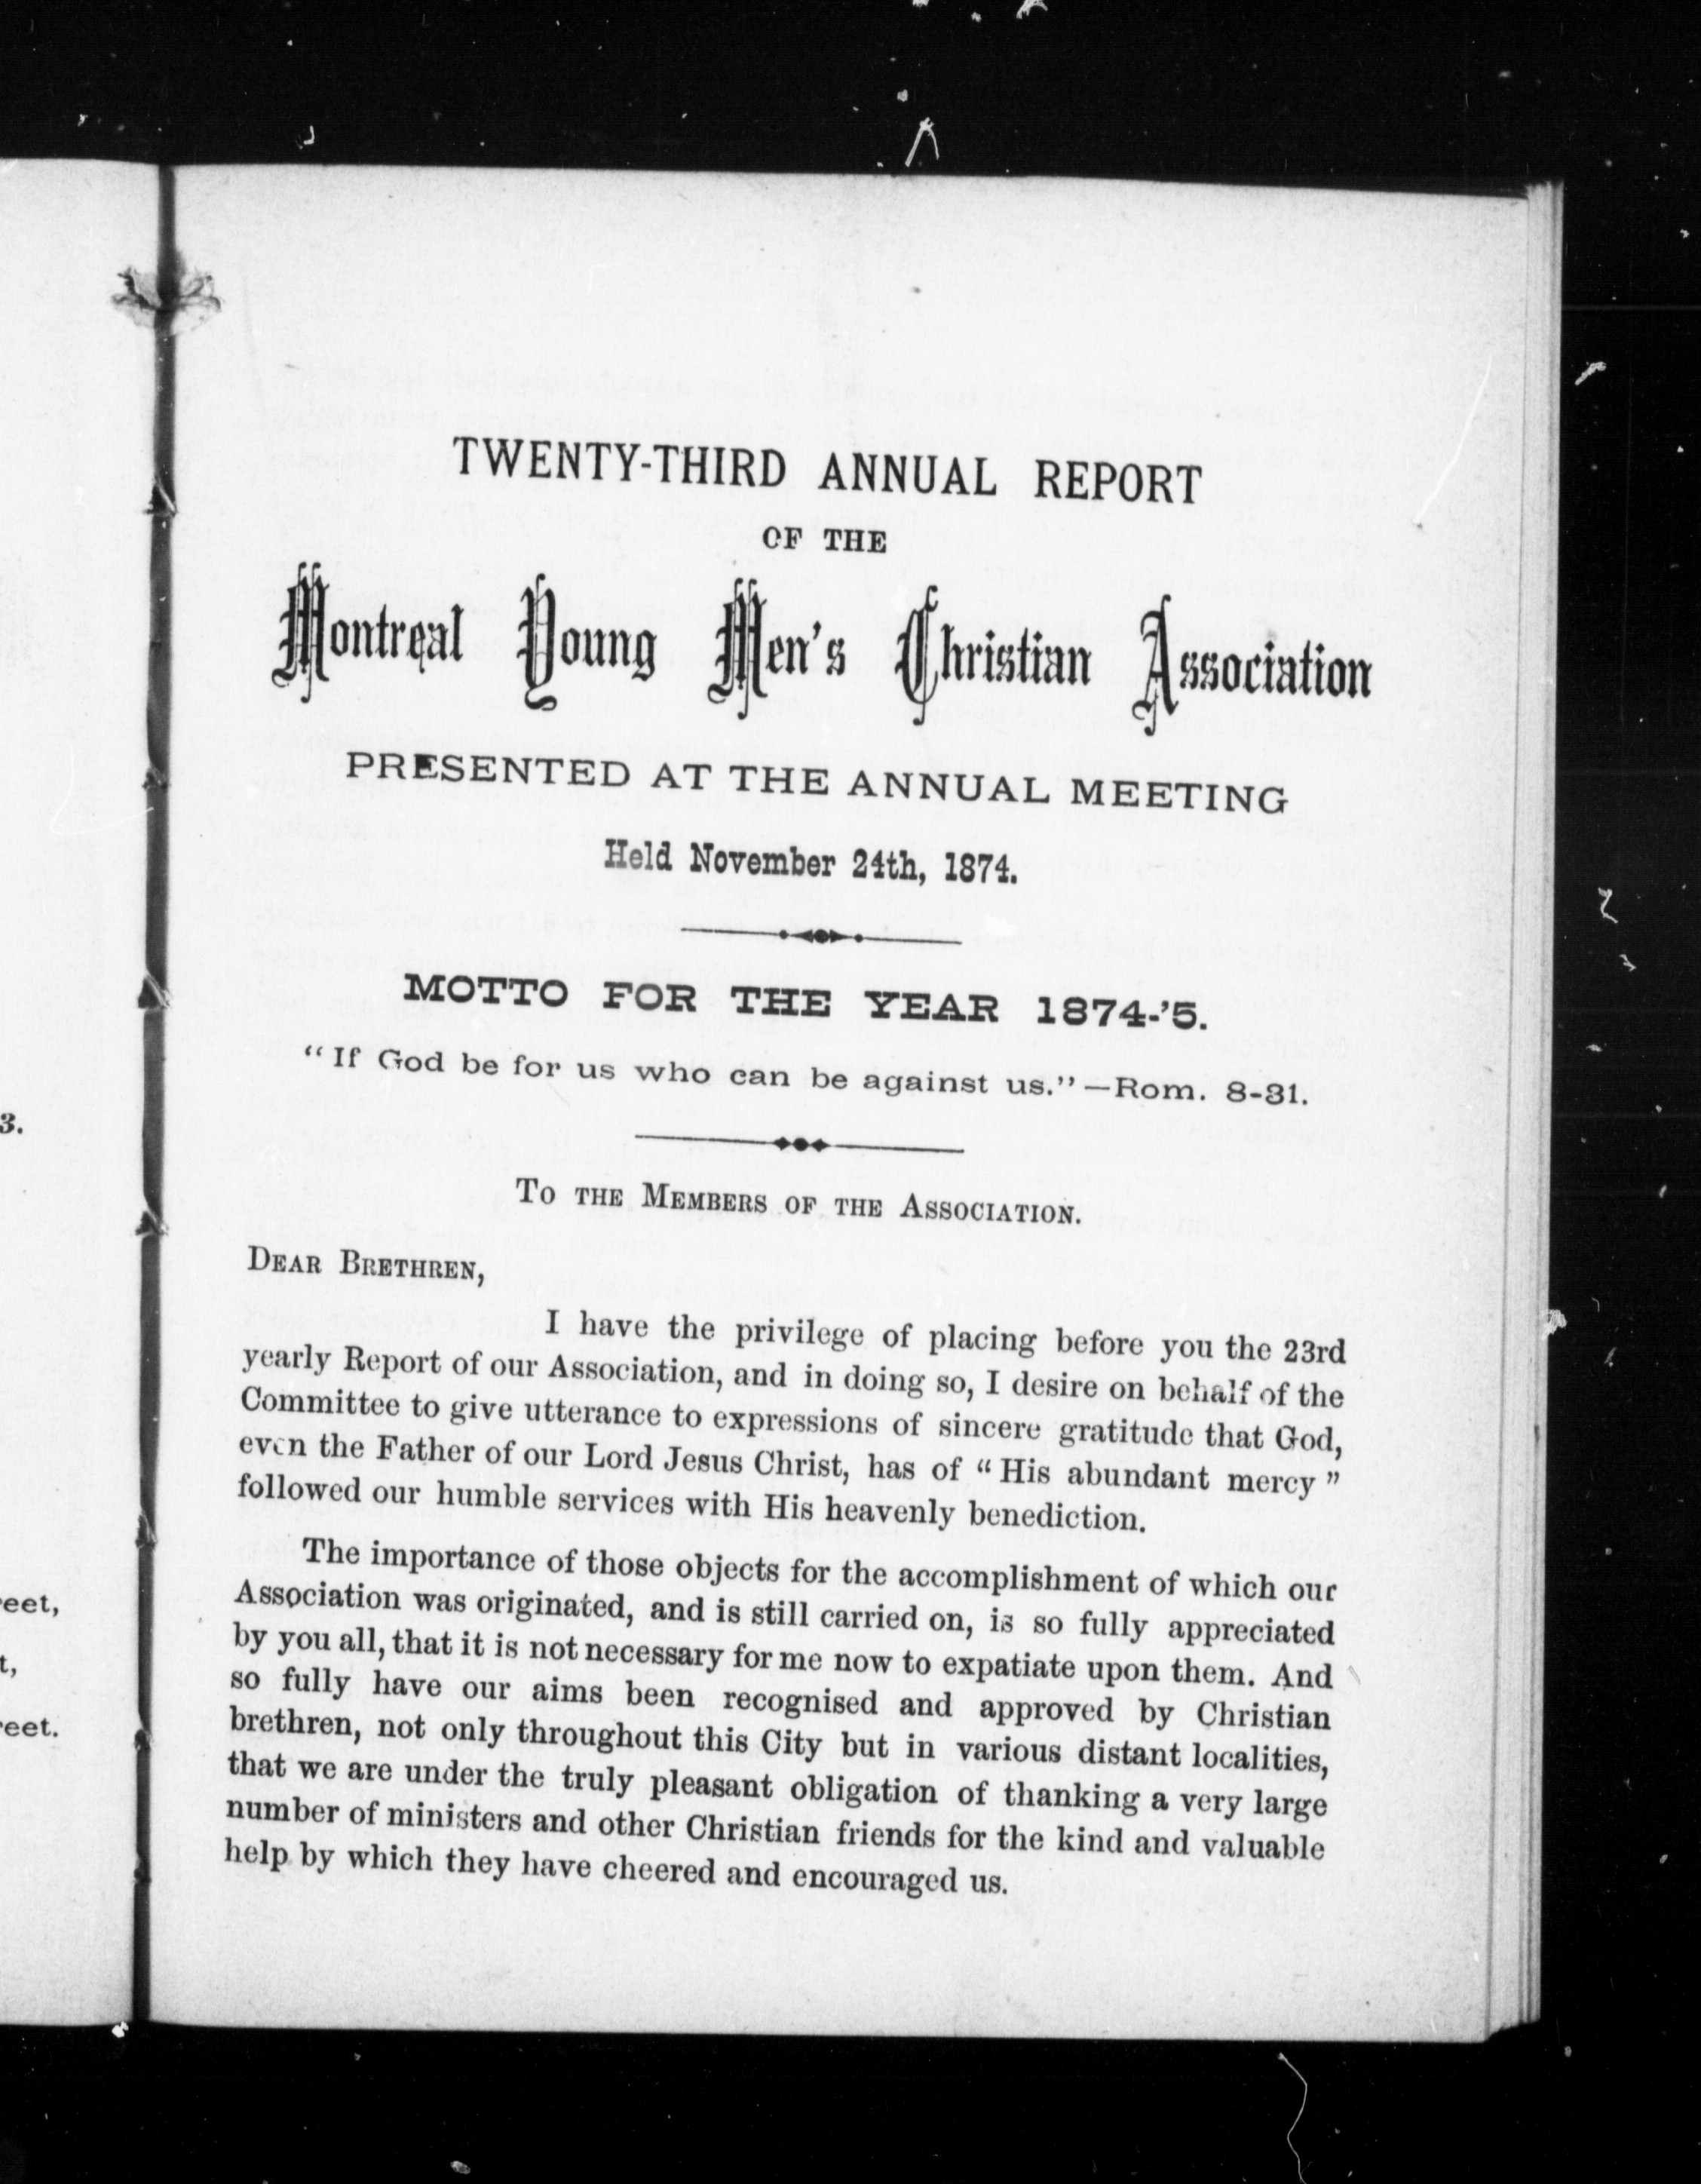 TWENTY-THIRD ANNUAL REPORT
OF THE
Montreal Young Men's Christian Association
PRESENTED AT THE ANNUAL MEETING
Held November 24th, 1874.
MOTTO FOR THE YEAR 1874-'5.
"If God be for us who can be against us."—Rom. 8-31.
TO THE MEMBERS OF THE ASSOCIATION.
DEAR BRETHREN,
I have the privilege of placing before you the 23rd
yearly Report of our Association, and in doing so, I desire on behalf of the
Committee to give utterance to expressions of sincere gratitude that God,
even the Father of our Lord Jesus Christ, has of "His abundant mercy"
followed our humble services with His heavenly benediction.
The importance of those objects for the accomplishment of which our
Association was originated, and is still carried on, is so fully appreciated
by you all, that it is not necessary for me now to expatiate upon them. And
so fully have our aims been recognised and approved by Christian
brethren, not only throughout this City but in various distant localities,
that we are under the truly pleasant obligation of thanking a very large
number of ministers and other Christian friends for the kind and valuable
help by which they have cheered and encouraged us.
3.
eet,
t,
reet.